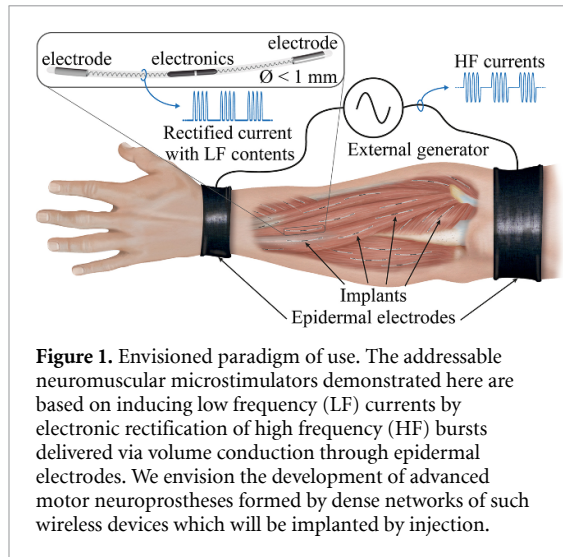 electrode
electronics
electrode
Ø < 1 mm
HF currents
Rectified current
with LF contents
External generator
Implants
Epidermal electrodes
Figure 1. Envisioned paradigm of use. The addressable
neuromuscular microstimulators demonstrated here are
based on inducing low frequency (LF) currents by
electronic rectification of high frequency (HF) bursts
delivered via volume conduction through epidermal
electrodes. We envision the development of advanced
motor neuroprostheses formed by dense networks of such
wireless devices which will be implanted by injection.